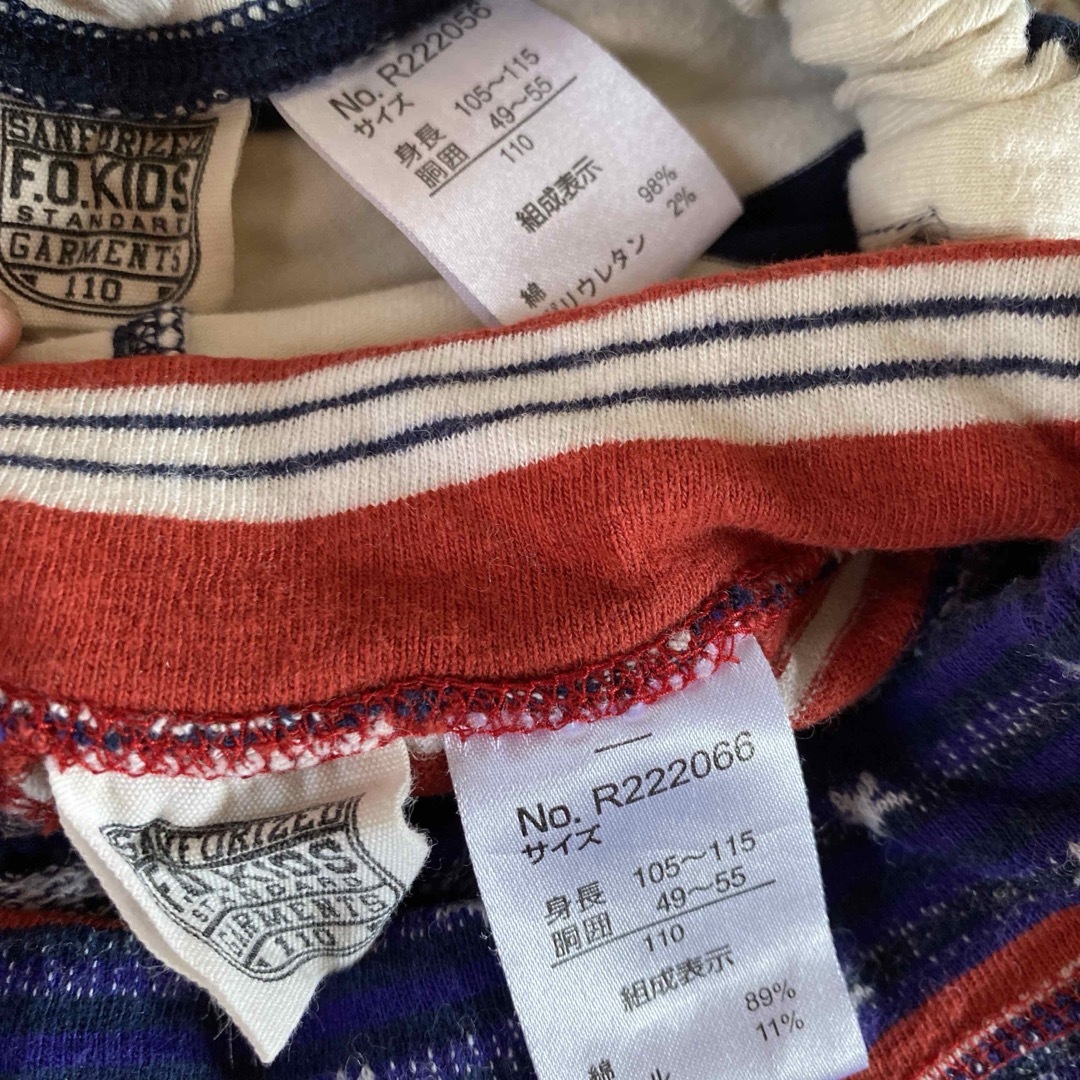 SANFORIZED
F.O.KIDS
STANDART
GARMENTS
110
No. R222056
サイズ
身長 105～115
胴囲 49～55
110
組成表示
綿 98%
ポリウレタン 2%
SANFORIZED
STANDARD
GARMENTS
110
No. R222066
サイズ
身長 105～115
胴囲 49～55
110
組成表示
綿 89%
11%